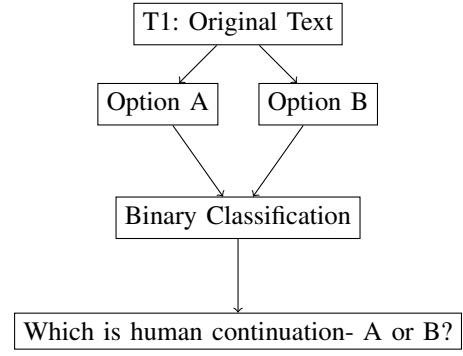 T1: Original Text
Option A
Option B
Binary Classification
Which is human continuation- A or B?